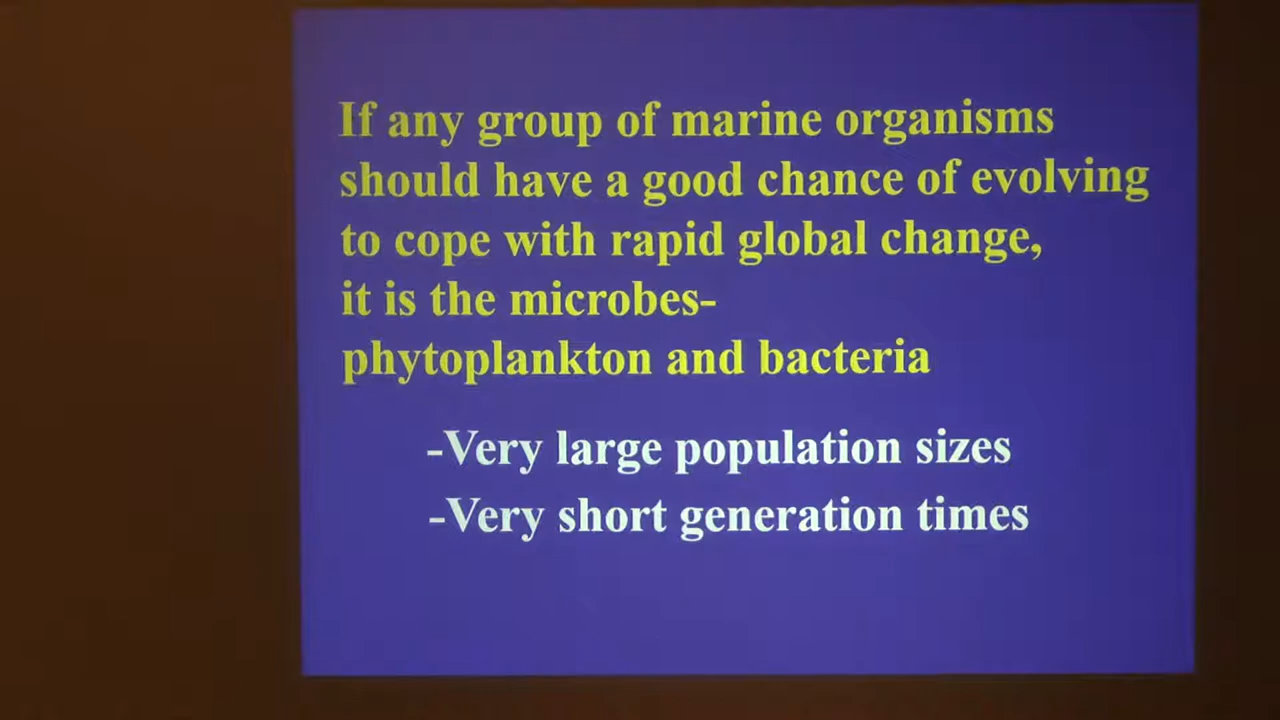 If any group of marine organisms
should have a good chance of evolving
to cope with rapid global change,
it is the microbes-
phytoplankton and bacteria
-Very large population sizes
-Very short generation times